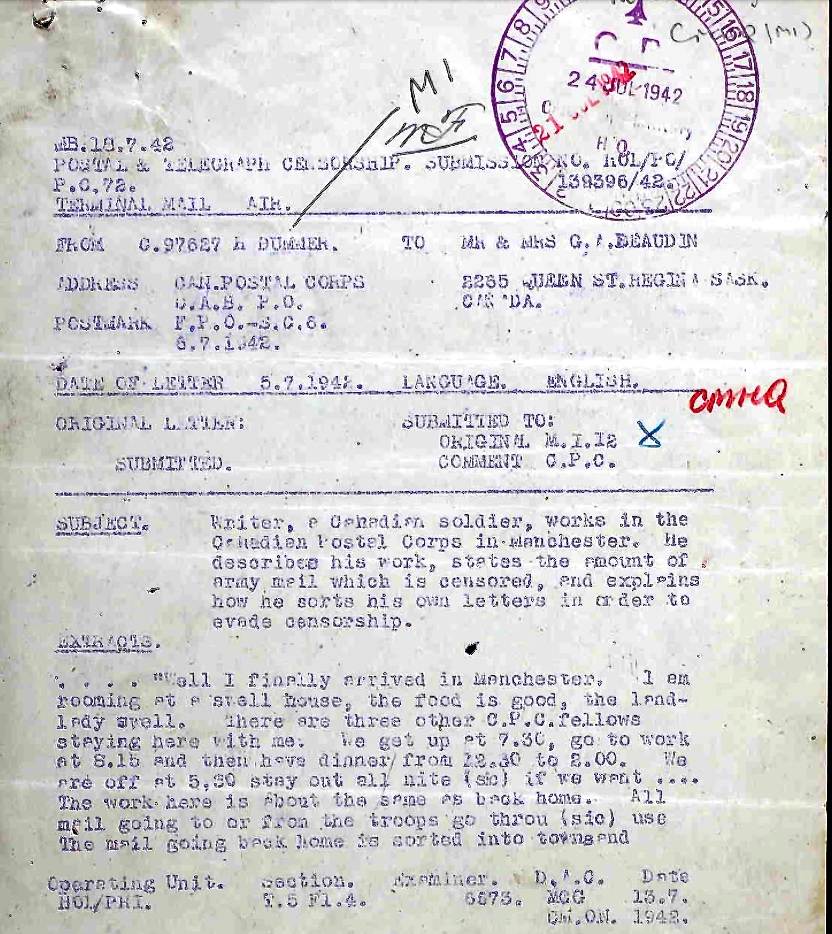 MI
24 JUL 1942
H Q
MB.18.7.42
POSTAL & TELEGRAPH CENSORSHIP. SUBMISSION NO. HOL/PC/
P.C.72. 139396/42.
TERMINAL MAIL AIR.
FROM C.97627 H DUMMER. TO MR & MRS G.A.BEAUDIN
ADDRESS CAN.POSTAL CORPS 2265 QUEEN ST.REGINA SASK.
C.A.B. P.O. CANADA.
POSTMARK F.P.O.-S.C.6.
6.7.1942.
DATE OF LETTER 5.7.1942. LANGUAGE. ENGLISH.
CMHQ
ORIGINAL LETTER: SUBMITTED TO:
ORIGINAL M.I.12 X
SUBMITTED. COMMENT C.P.C.
SUBJECT. Writer, a Canadian soldier, works in the
Canadian Postal Corps in Manchester. He
describes his work, states the amount of
army mail which is censored, and explains
how he sorts his own letters in order to
evade censorship.
EXTRACTS.
. . . . "Well I finally arrived in Manchester. I am
rooming at a swell house, the food is good, the land-
lady swell. There are three other C.P.C.fellows
staying here with me. We get up at 7.30, go to work
at 8.15 and then have dinner from 12.30 to 2.00. We
are off at 5,30 stay out all nite (sic) if we want ....
The work here is about the same as back home. All
mail going to or from the troops go throu (sic) use
The mail going back home is sorted into towns and
Operating Unit. Section. Examiner. D.A.C. Date
HOL/PRI. T.5 Fl.4. 6673. MCG 13.7.
CM.ON. 1942.